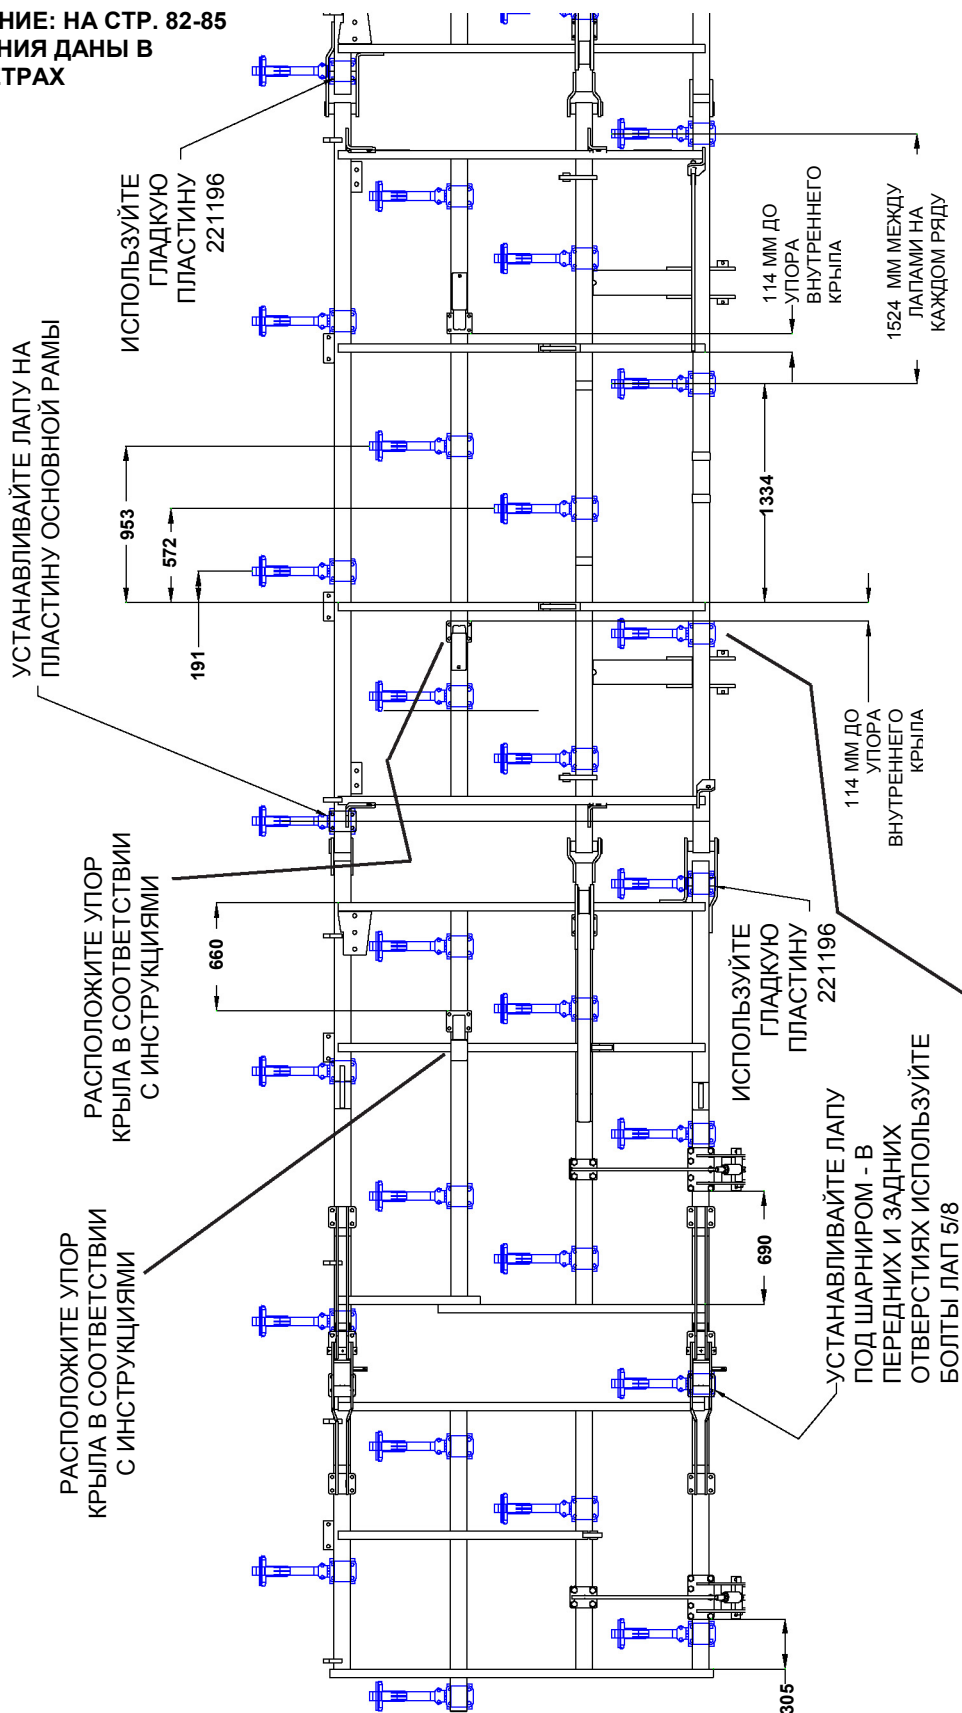 НИЕ: НА СТР. 82-85
НИЯ ДАНЫ В
ЕТРАХ
ИСПОЛЬЗУЙТЕ
ГЛАДКУЮ
ПЛАСТИНУ
221196
УСТАНАВЛИВАЙТЕ ЛАПУ НА
ПЛАСТИНУ ОСНОВНОЙ РАМЫ
114 ММ ДО
УПОРА
ВНУТРЕННЕГО
КРЫЛА
1524 ММ МЕЖДУ
ЛАПАМИ НА
КАЖДОМ РЯДУ
953
572
191
1334
114 ММ ДО
УПОРА
ВНУТРЕННЕГО
КРЫЛА
РАСПОЛОЖИТЕ УПОР
КРЫЛА В СООТВЕТСТВИИ
С ИНСТРУКЦИЯМИ
660
ИСПОЛЬЗУЙТЕ
ГЛАДКУЮ
ПЛАСТИНУ
221196
РАСПОЛОЖИТЕ УПОР
КРЫЛА В СООТВЕТСТВИИ
С ИНСТРУКЦИЯМИ
690
УСТАНАВЛИВАЙТЕ ЛАПУ
ПОД ШАРНИРОМ - В
ПЕРЕДНИХ И ЗАДНИХ
ОТВЕРСТИЯХ ИСПОЛЬЗУЙТЕ
БОЛТЫ ЛАП 5/8
305